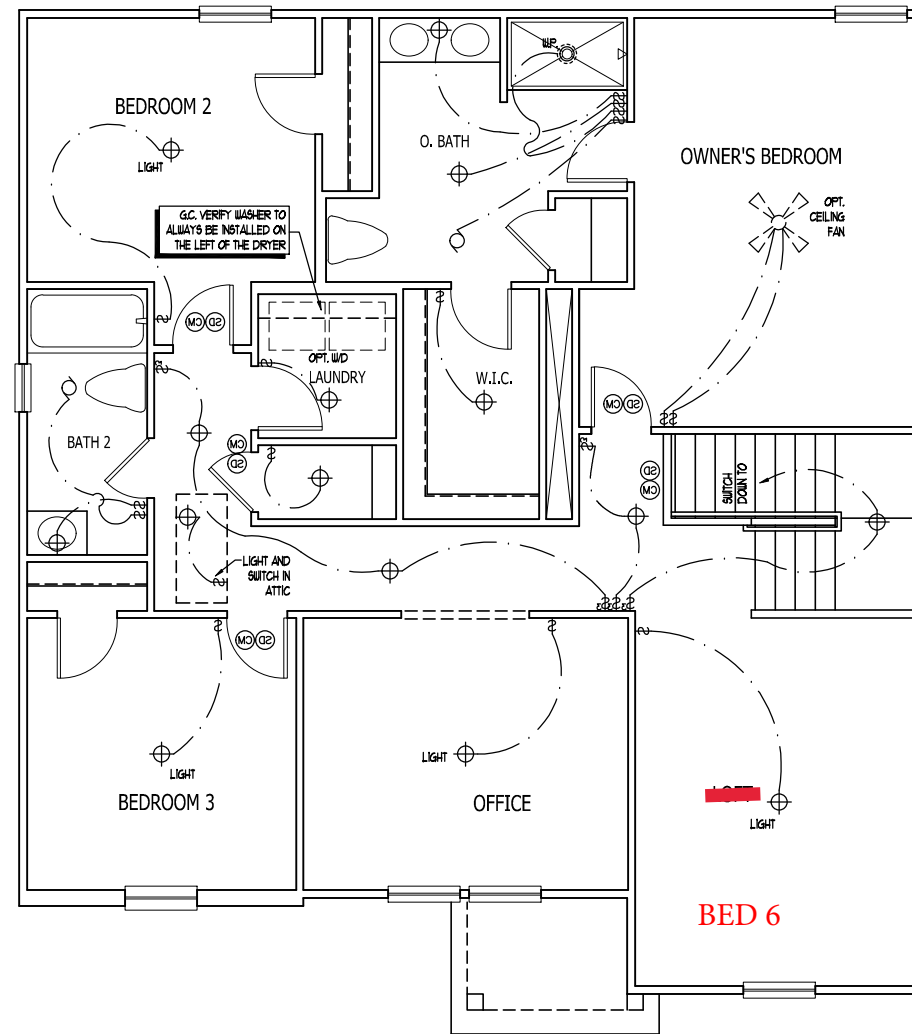 BEDROOM 2
LIGHT
W.P.
O. BATH
OWNER'S BEDROOM
OPT.
CEILING
FAN
G.C. VERIFY WASHER TO
ALWAYS BE INSTALLED ON
THE LEFT OF THE DRYER
CM SD
OPT. W/D
LAUNDRY
W.I.C.
CM SD
BATH 2
CM
SD
SD
CM
SWITCH
DOWN TO
LIGHT AND
SWITCH IN
ATTIC
CM SD
LIGHT
BEDROOM 3
LIGHT
OFFICE
LOFT
LIGHT
BED 6